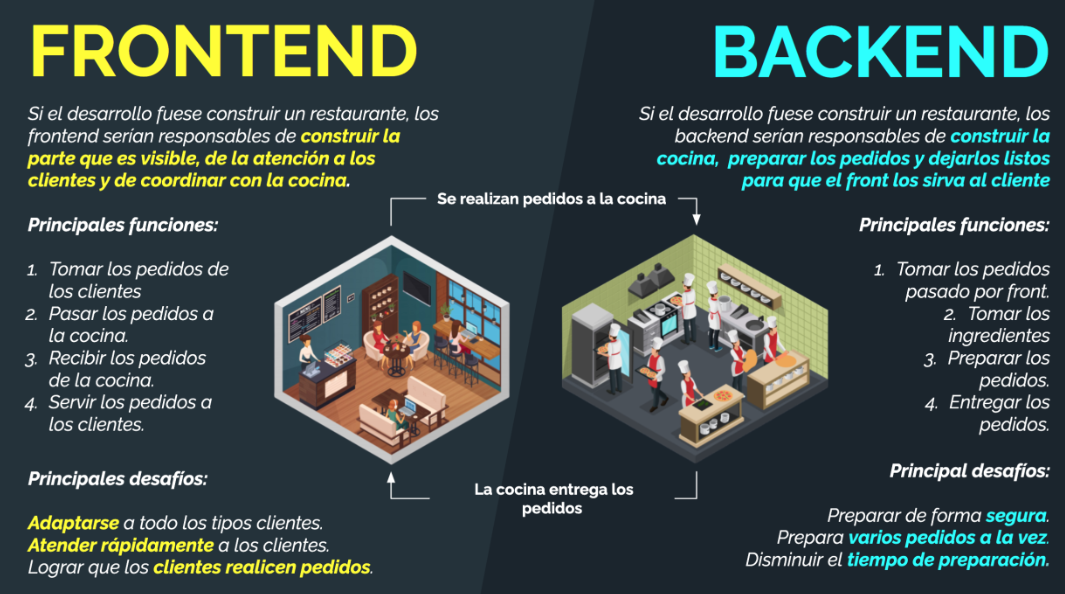 FRONTEND
Si el desarrollo fuese construir un restaurante, los
frontend serían responsables de construir la
parte que es visible, de la atención a los
clientes y de coordinar con la cocina.
Principales funciones:
1. Tomar los pedidos de
los clientes
2. Pasar los pedidos a
la cocina.
3. Recibir los pedidos
de la cocina.
4. Servir los pedidos a
los clientes.
Principales desafíos:
Adaptarse a todo los tipos clientes.
Atender rápidamente a los clientes.
Lograr que los clientes realicen pedidos.
Se realizan pedidos a la cocina
La cocina entrega los
pedidos
BACKEND
Si el desarrollo fuese construir un restaurante, los
backend serían responsables de construir la
cocina, preparar los pedidos y dejarlos listos
para que el front los sirva al cliente
Principales funciones:
1. Tomar los pedidos
pasado por front.
2. Tomar los
ingredientes
3. Preparar los
pedidos.
4. Entregar los
pedidos.
Principal desafíos:
Preparar de forma segura.
Prepara varios pedidos a la vez.
Disminuir el tiempo de preparación.